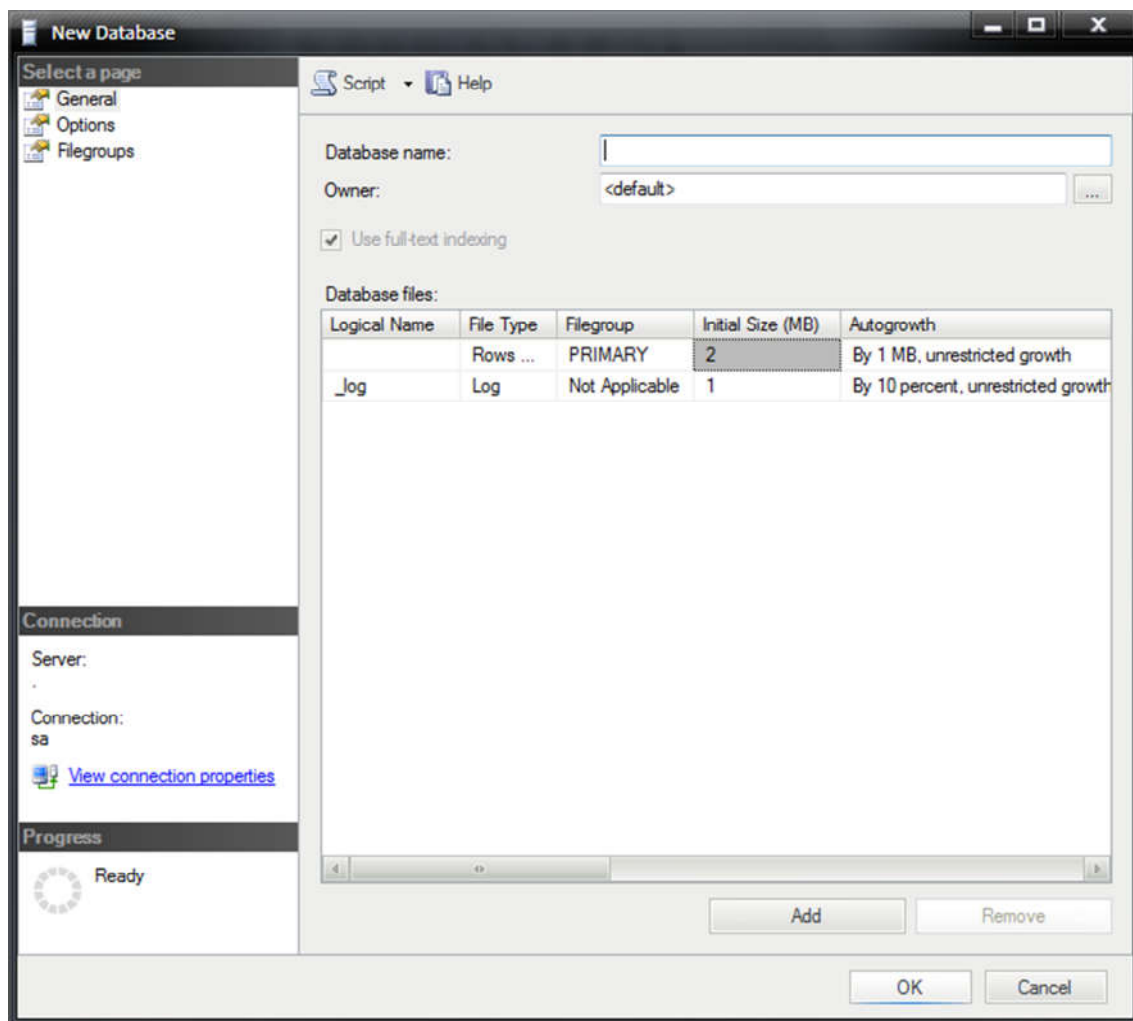 New Database
Select a page
General
Options
Filegroups
Script Help
Database name:
Owner: <default> ...
Use full-text indexing
Database files:
Logical Name File Type Filegroup Initial Size (MB) Autogrowth
Rows ... PRIMARY 2 By 1 MB, unrestricted growth
_log Log Not Applicable 1 By 10 percent, unrestricted growth
Connection
Server:
.
Connection:
sa
View connection properties
Progress
Ready
Add Remove
OK Cancel